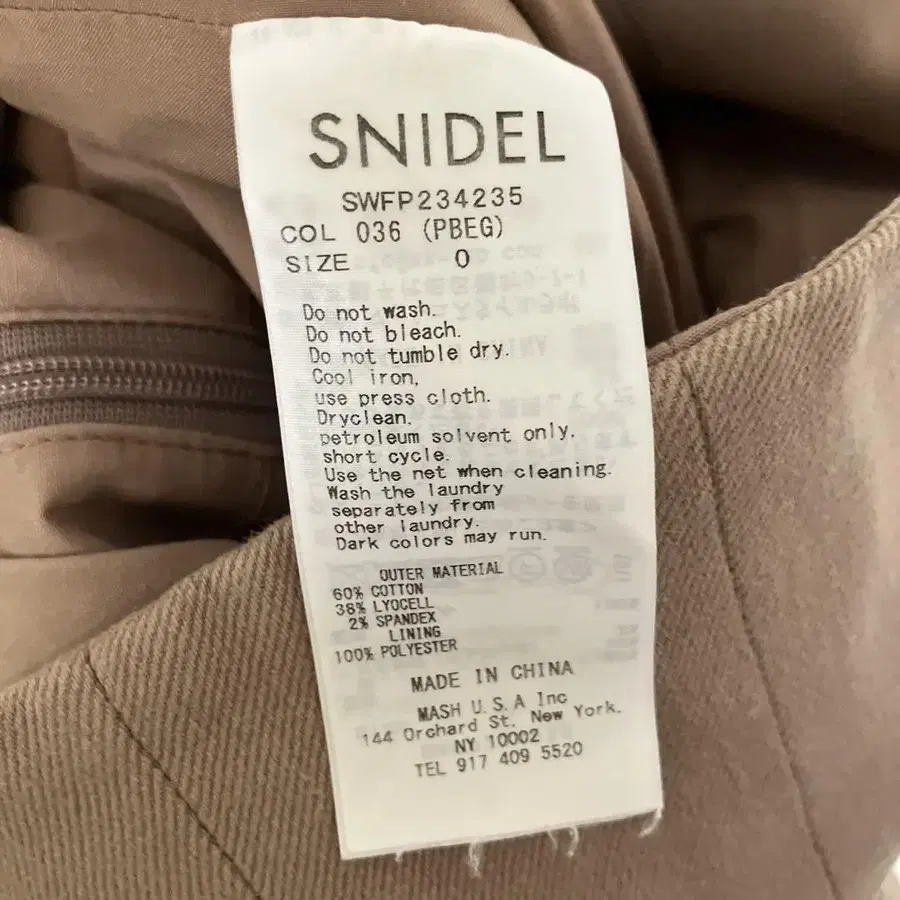 SNIDEL
SWFP234235
COL 036 (PBEG)
SIZE 0
Do not wash.
Do not bleach.
Do not tumble dry.
Cool iron,
use press cloth.
Dryclean,
petroleum solvent only,
short cycle.
Use the net when cleaning.
Wash the laundry
separately from
other laundry.
Dark colors may run.
OUTER MATERIAL
60% COTTON
38% LYOCELL
2% SPANDEX
LINING
100% POLYESTER
MADE IN CHINA
MASH U.S.A Inc
144 Orchard St. New York.
NY 10002
TEL 917 409 5520